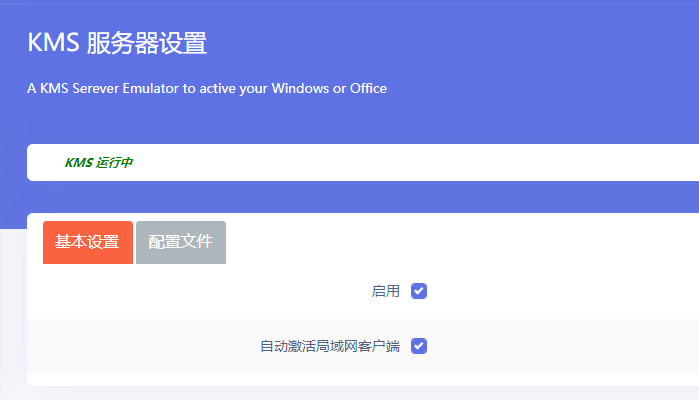 KMS 服务器设置
A KMS Serever Emulator to active your Windows or Office
KMS 运行中
基本设置 配置文件
启用
自动激活局域网客户端